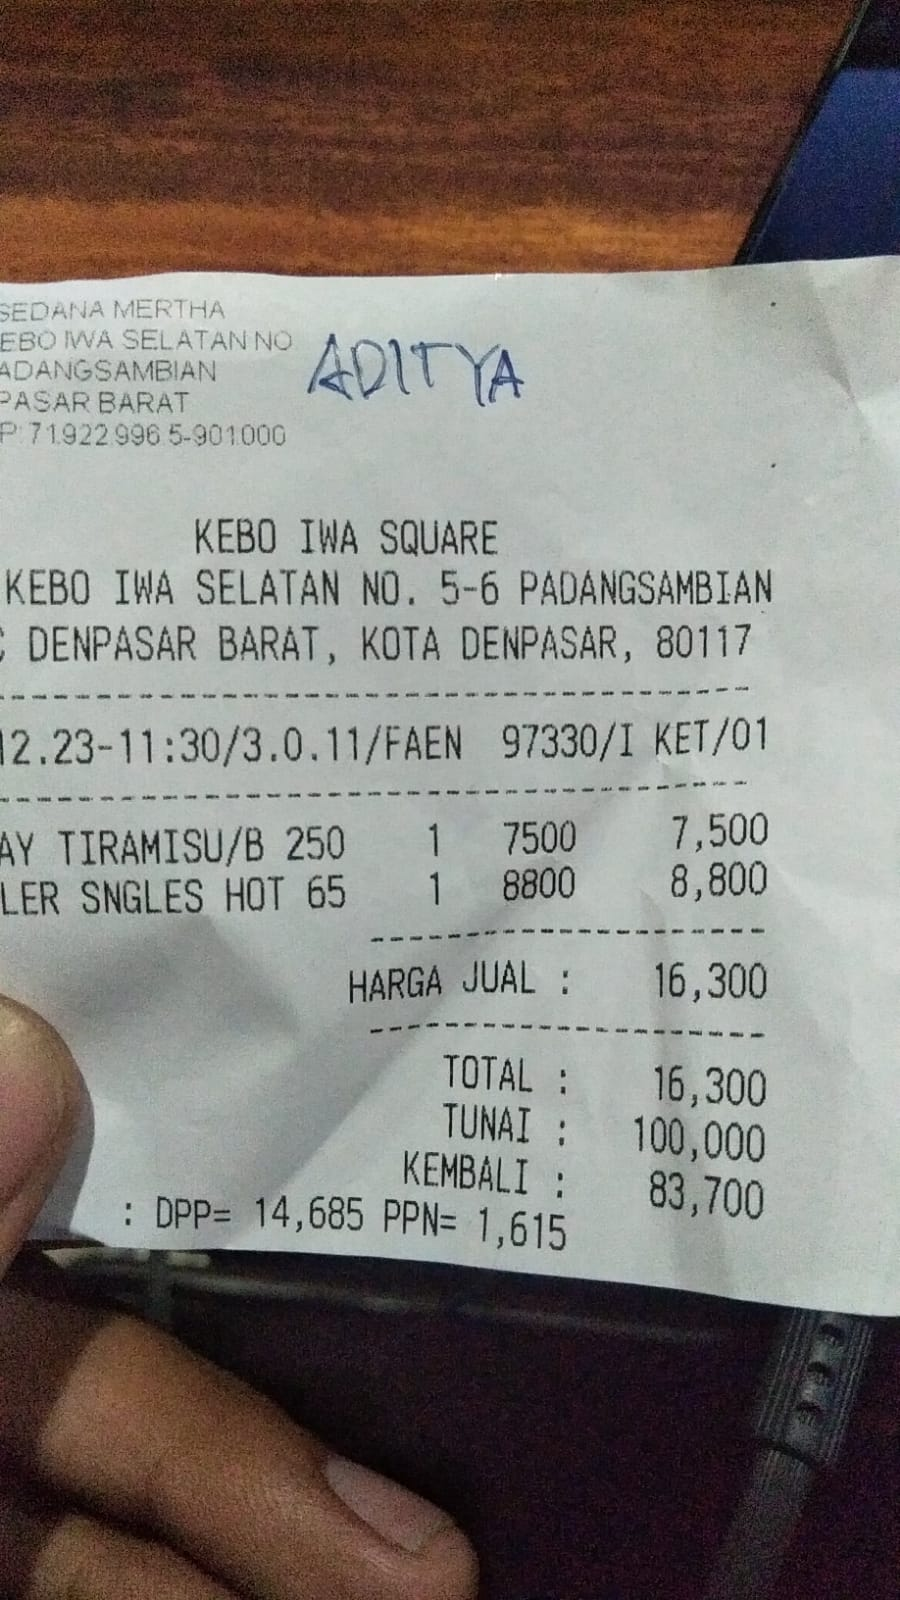 SEDANA MERTHA
EBO IWA SELATAN NO
ADANGSAMBIAN
PASAR BARAT
P: 71.922.996.5-901.000
ADITYA
KEBO IWA SQUARE
KEBO IWA SELATAN NO. 5-6 PADANGSAMBIAN
C DENPASAR BARAT, KOTA DENPASAR, 80117
12.23-11:30/3.0.11/FAEN 97330/I KET/01
AY TIRAMISU/B 250 1 7500 7,500
LER SNGLES HOT 65 1 8800 8,800
HARGA JUAL : 16,300
TOTAL : 16,300
TUNAI : 100,000
KEMBALI : 83,700
: DPP= 14,685 PPN= 1,615